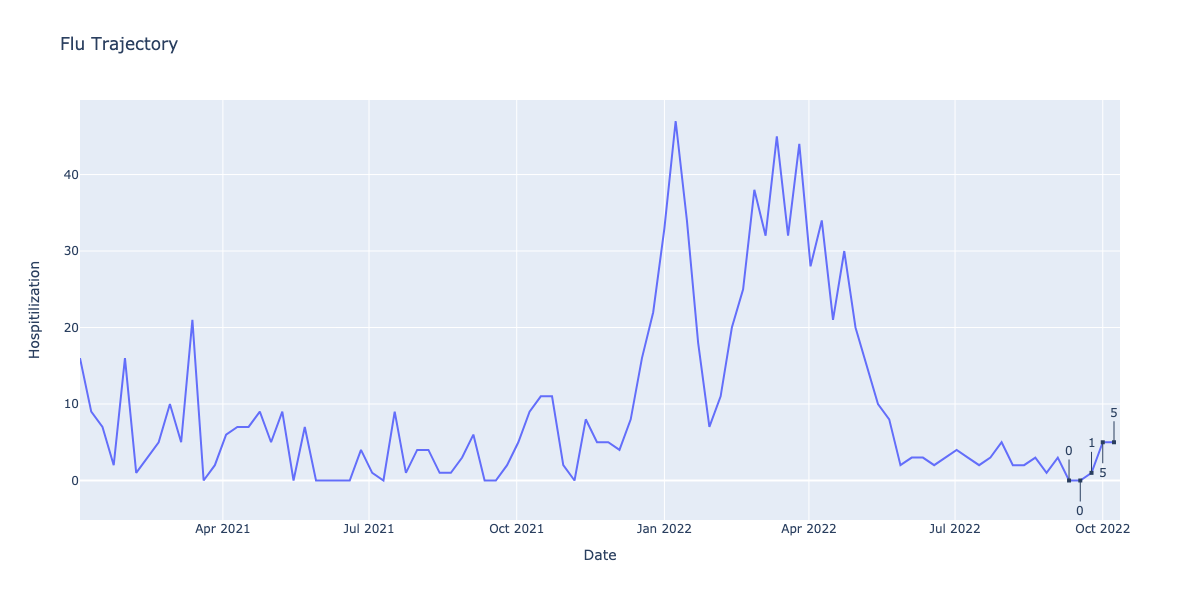 Flu Trajectory
Hospitilization
40
30
20
10
0
0
0
1
5
5
Apr 2021
Jul 2021
Oct 2021
Jan 2022
Apr 2022
Jul 2022
Oct 2022
Date